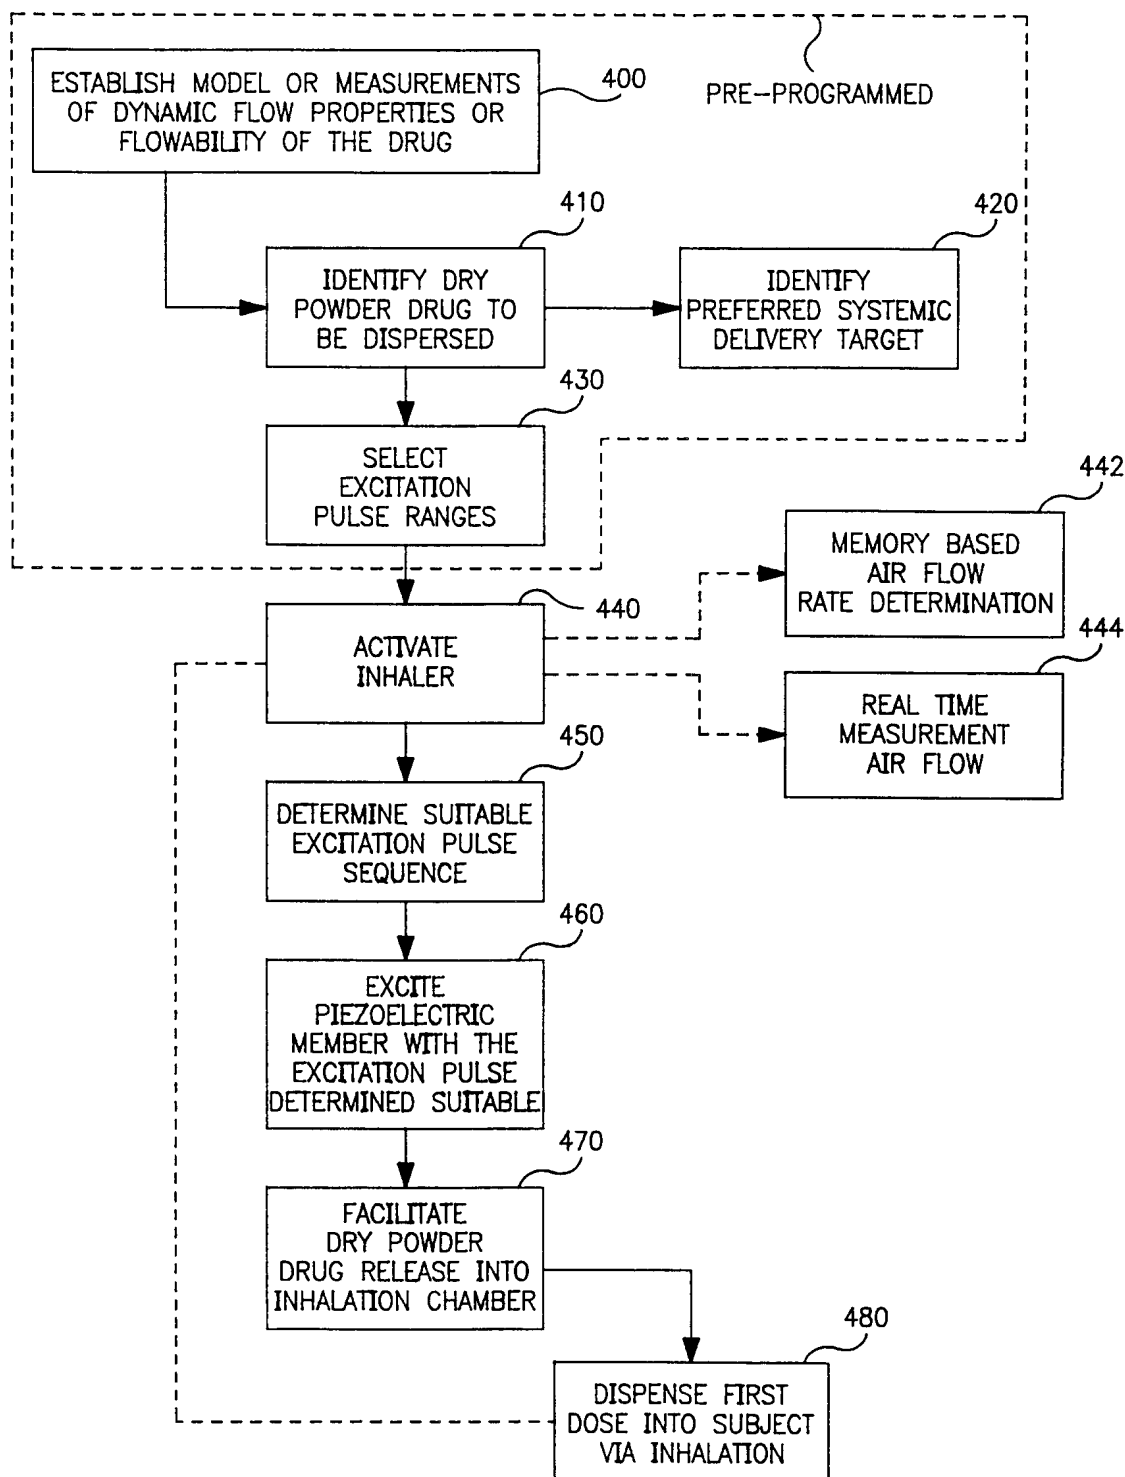 ESTABLISH MODEL OR MEASUREMENTS
OF DYNAMIC FLOW PROPERTIES OR
FLOWABILITY OF THE DRUG
400
PRE-PROGRAMMED
410
IDENTIFY DRY
POWDER DRUG TO
BE DISPERSED
420
IDENTIFY
PREFERRED SYSTEMIC
DELIVERY TARGET
430
SELECT
EXCITATION
PULSE RANGES
442
MEMORY BASED
AIR FLOW
RATE DETERMINATION
440
ACTIVATE
INHALER
444
REAL TIME
MEASUREMENT
AIR FLOW
450
DETERMINE SUITABLE
EXCITATION PULSE
SEQUENCE
460
EXCITE
PIEZOELECTRIC
MEMBER WITH THE
EXCITATION PULSE
DETERMINED SUITABLE
470
FACILITATE
DRY POWDER
DRUG RELEASE INTO
INHALATION CHAMBER
480
DISPENSE FIRST
DOSE INTO SUBJECT
VIA INHALATION